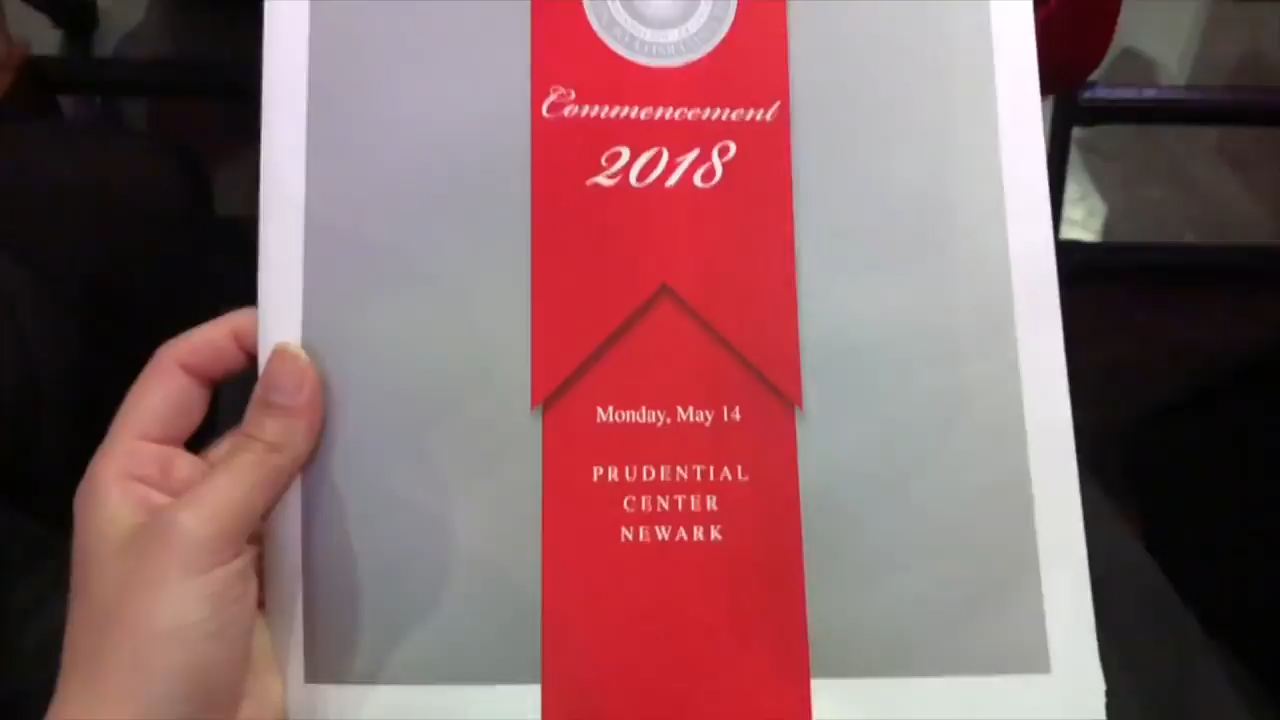 Commencement
2018
Monday, May 14
PRUDENTIAL
CENTER
NEWARK